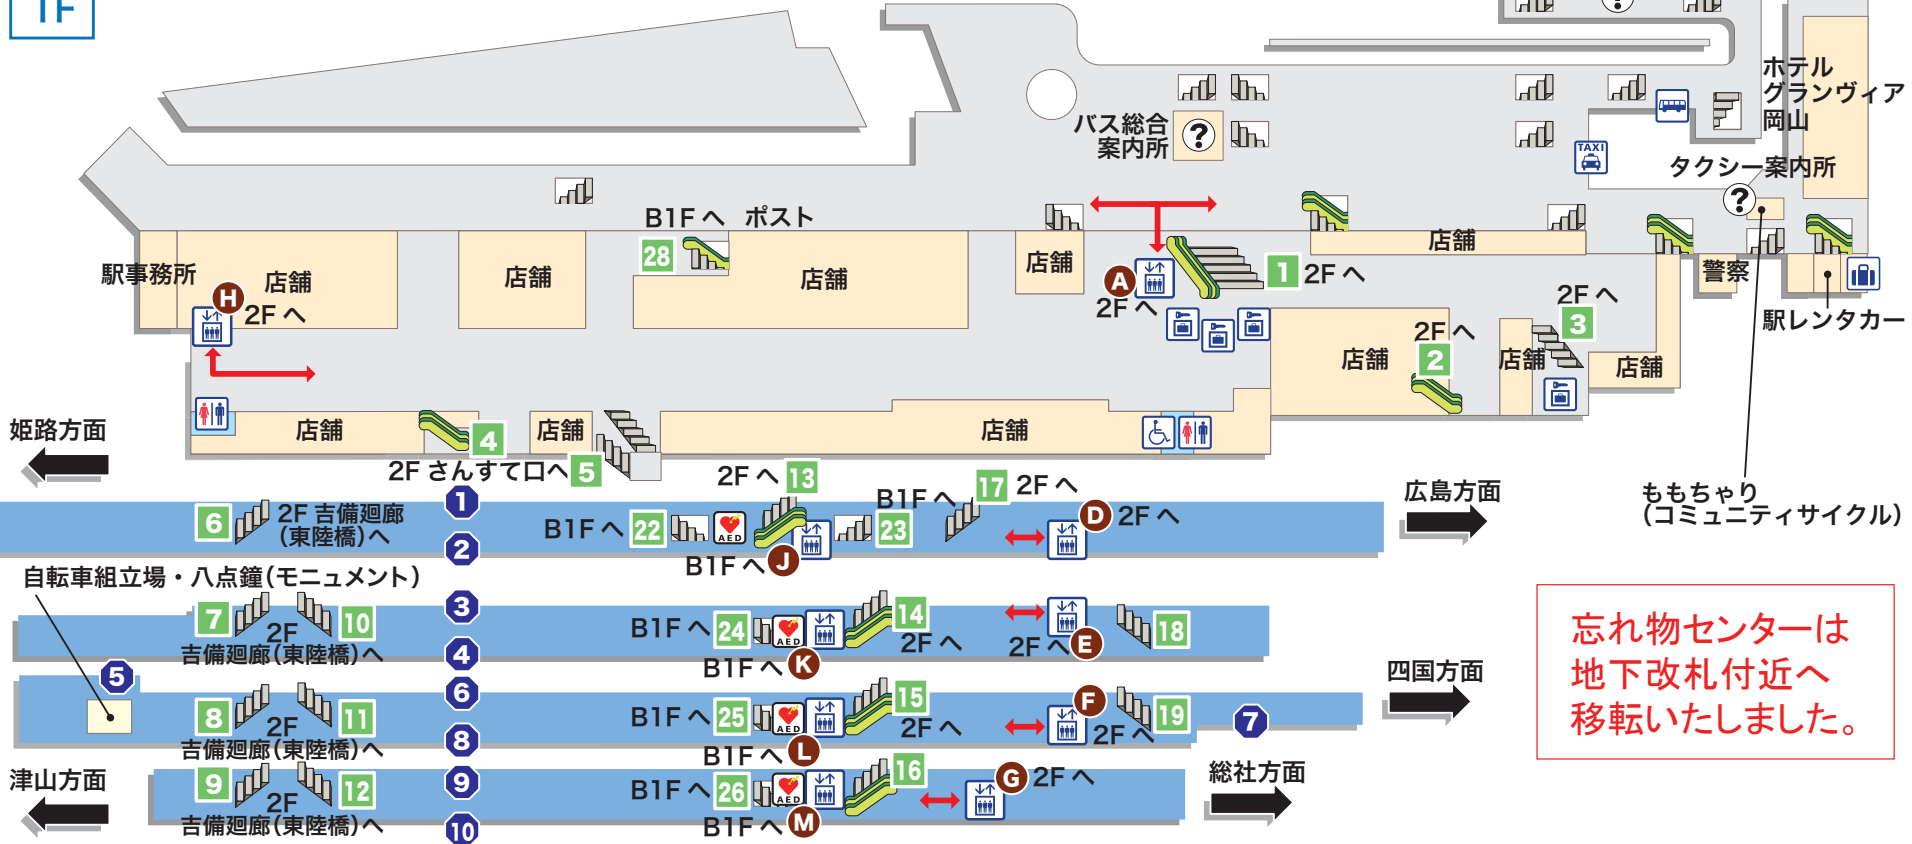 1F
ホテル
グランヴィア
岡山
バス総合
案内所
?
TAXI
タクシー案内所
?
?
B1Fへ ポスト
28
店舗
店舗
駅事務所
店舗
店舗
店舗
店舗
A
2Fへ
1 2Fへ
警察
H
2Fへ
2Fへ
3
駅レンタカー
2Fへ
2
店舗
店舗
店舗
姫路方面
店舗
4
店舗
店舗
2F さんすて口へ 5
2Fへ 13
B1Fへ
17 2Fへ
広島方面
ももちゃり
(コミュニティサイクル)
6
2F 吉備廻廊
(東陸橋)へ
1
2
B1Fへ 22
AED
23
D 2Fへ
B1Fへ J
自転車組立場・八点鐘(モニュメント)
7
2F
10
吉備廻廊(東陸橋)へ
3
4
B1Fへ 24
AED
14
2Fへ
B1Fへ K
2Fへ E
18
忘れ物センターは
地下改札付近へ
移転いたしました。
四国方面
5
8
2F
11
吉備廻廊(東陸橋)へ
6
8
B1Fへ 25
AED
15
2Fへ
B1Fへ L
F
2Fへ
19
7
津山方面
9
2F
12
吉備廻廊(東陸橋)へ
9
10
B1Fへ 26
AED
16
B1Fへ M
G 2Fへ
総社方面